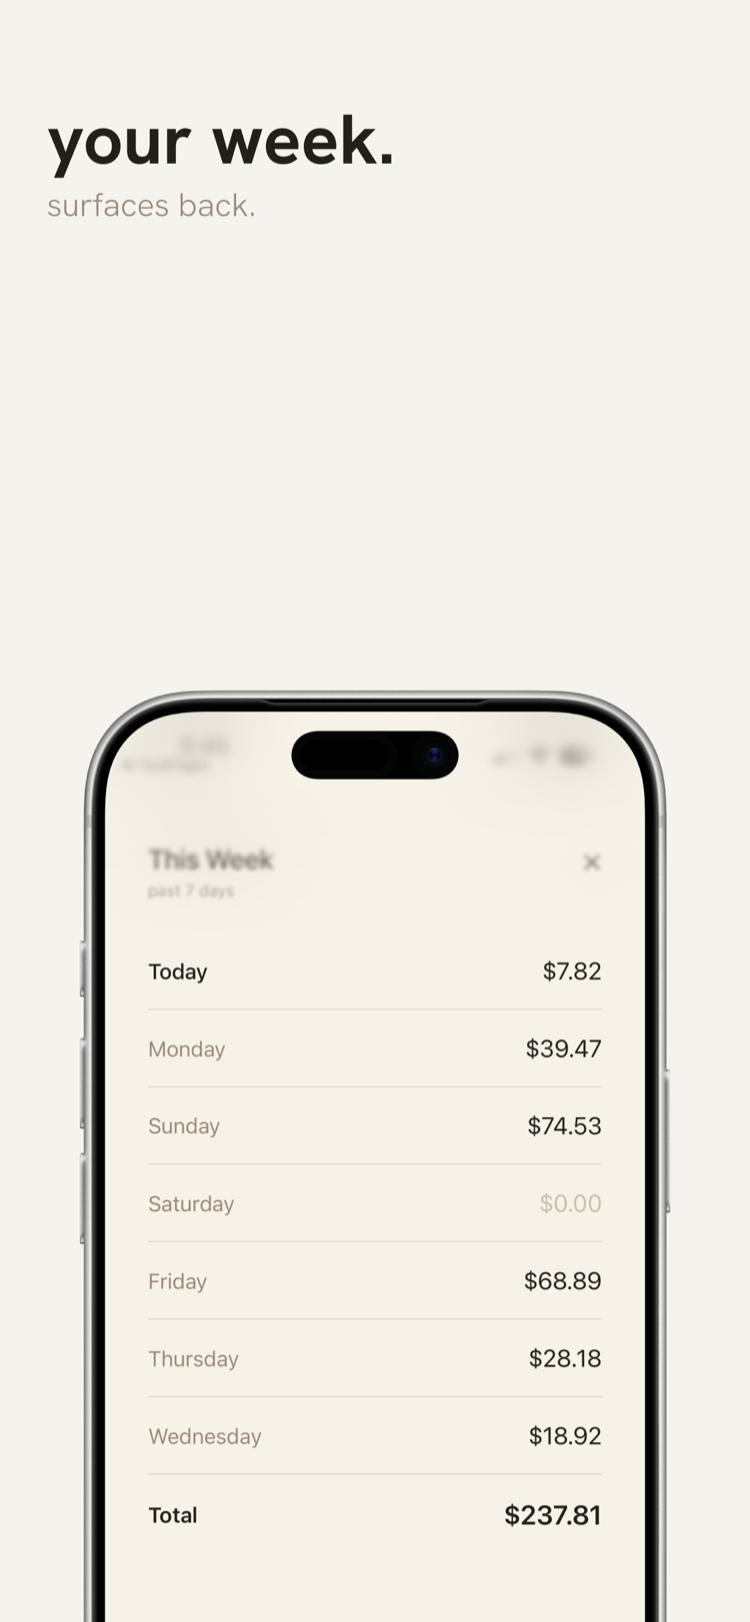 your week.
surfaces back.
This Week
past 7 days
Today $7.82
Monday $39.47
Sunday $74.53
Saturday $0.00
Friday $68.89
Thursday $28.18
Wednesday $18.92
Total $237.81